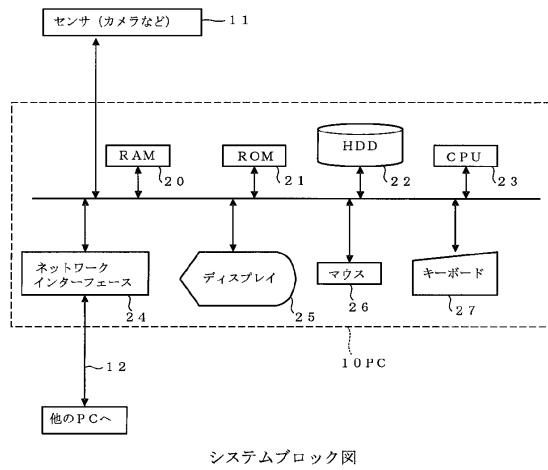 センサ（カメラなど）
１１
ＲＡＭ
２０
ＲＯＭ
２１
ＨＤＤ
２２
ＣＰＵ
２３
ネットワーク
インターフェース
２４
ディスプレイ
２５
マウス
２６
キーボード
２７
１０ＰＣ
１２
他のＰＣへ
システムブロック図